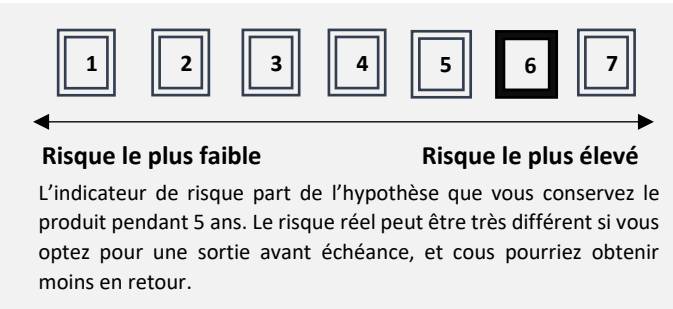 1 2 3 4 5 6 7
Risque le plus faible Risque le plus élevé
L’indicateur de risque part de l’hypothèse que vous conservez le
produit pendant 5 ans. Le risque réel peut être très différent si vous
optez pour une sortie avant échéance, et cous pourriez obtenir
moins en retour.